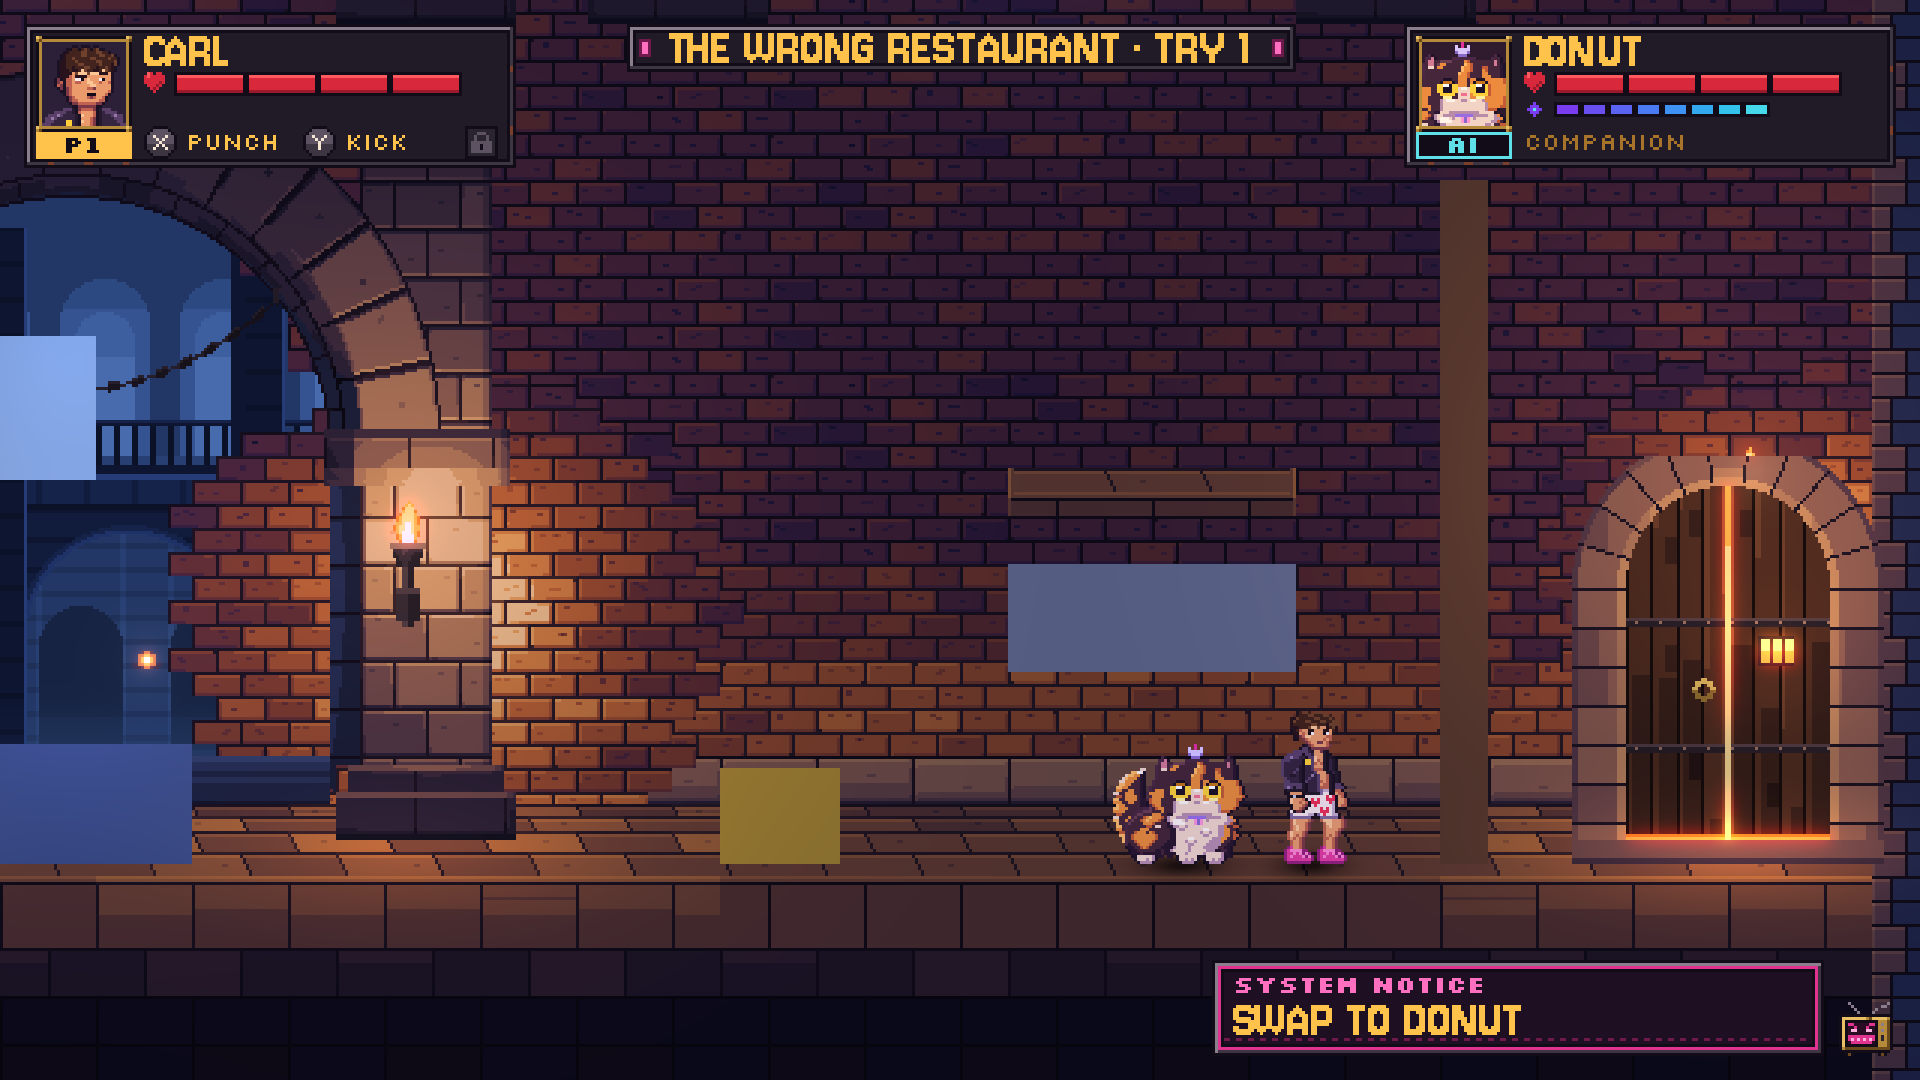 CARL
P1
X PUNCH Y KICK
THE WRONG RESTAURANT · TRY 1
DONUT
AI
COMPANION
SYSTEM NOTICE
SWAP TO DONUT